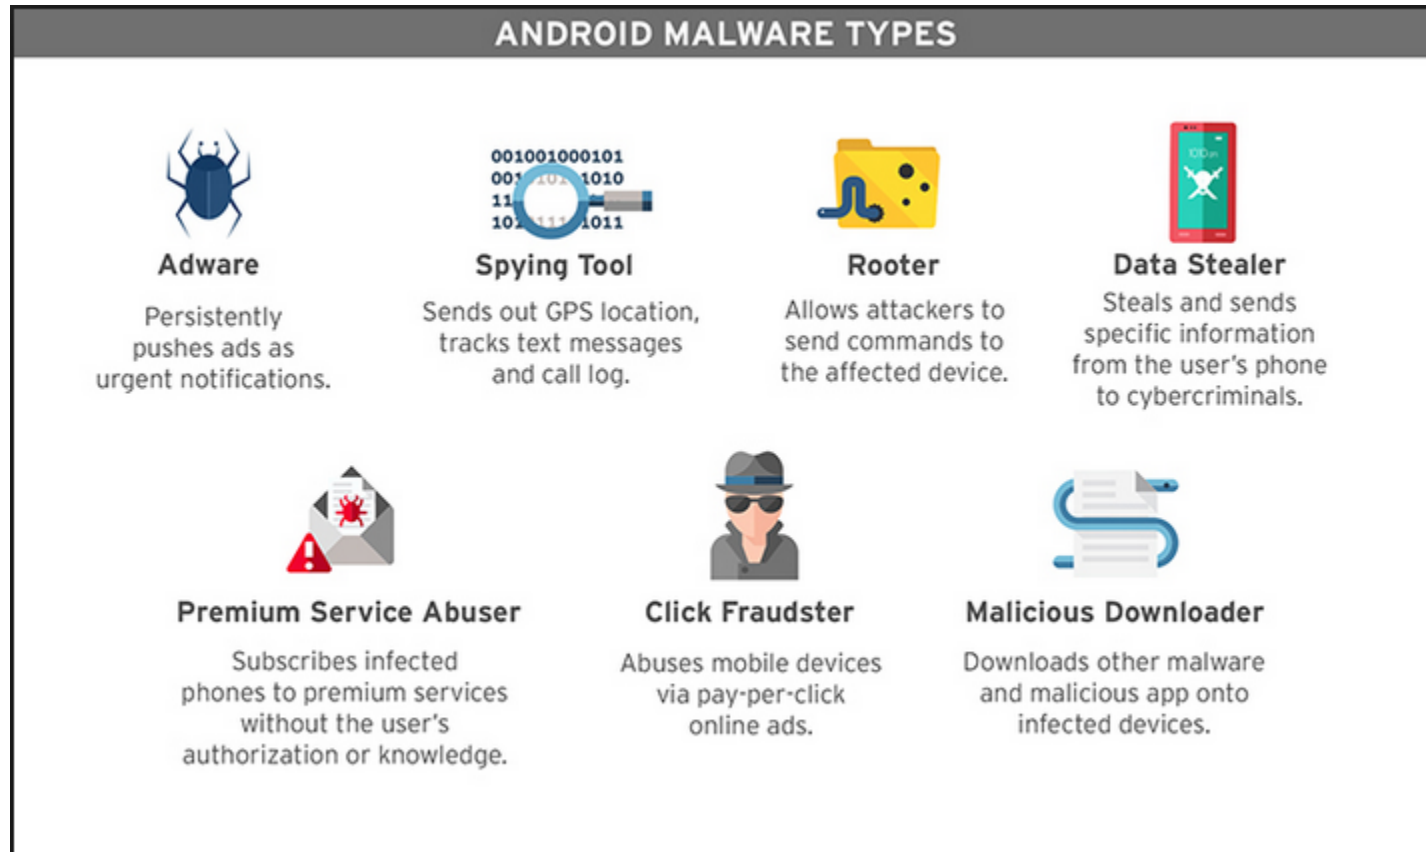 ANDROID MALWARE TYPES
001001000101
1010
11
1011
Adware
Persistently
pushes ads as
urgent notifications.
Spying Tool
Sends out GPS location,
tracks text messages
and call log.
Rooter
Allows attackers to
send commands to
the affected device.
Data Stealer
Steals and sends
specific information
from the user's phone
to cybercriminals.
Premium Service Abuser
Subscribes infected
phones to premium services
without the user's
authorization or knowledge.
Click Fraudster
Abuses mobile devices
via pay-per-click
online ads.
Malicious Downloader
Downloads other malware
and malicious app onto
infected devices.